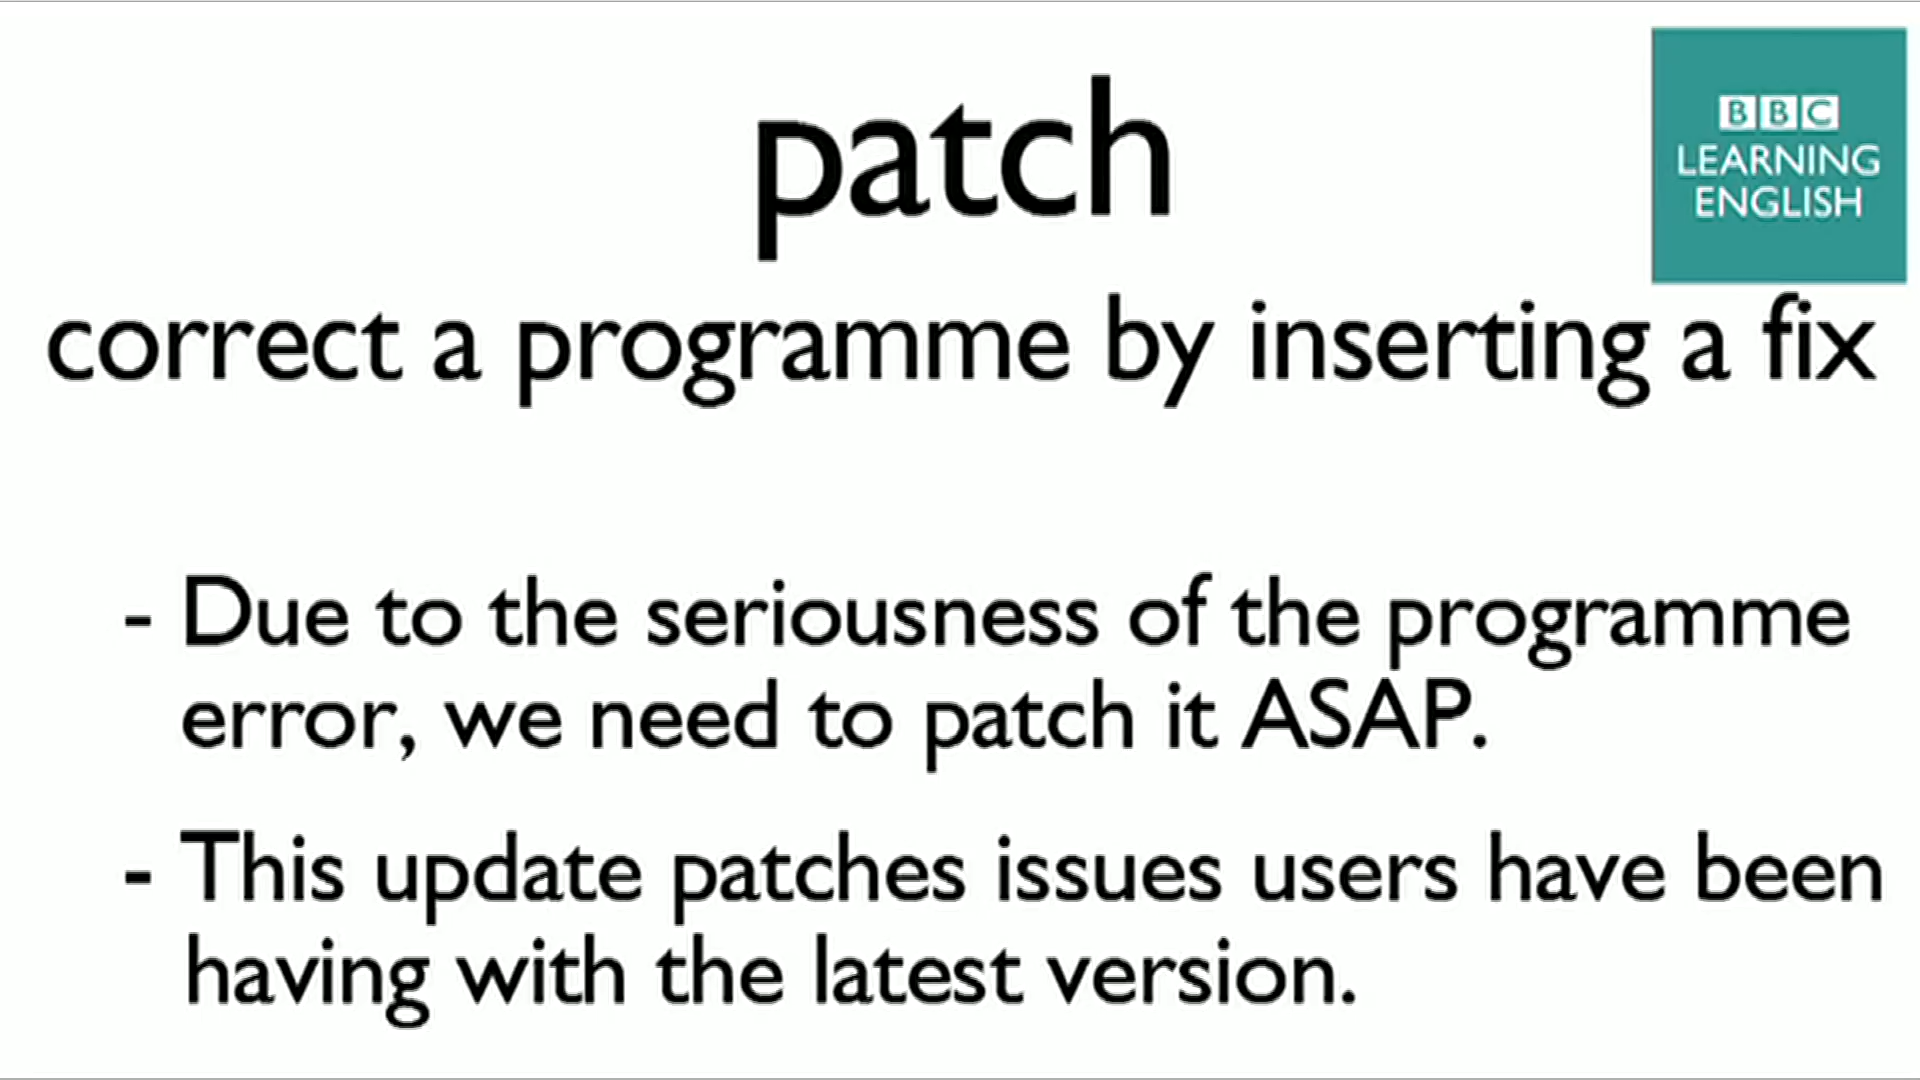 patch
BBC
LEARNING
ENGLISH
correct a programme by inserting a fix
- Due to the seriousness of the programme
error, we need to patch it ASAP.
- This update patches issues users have been
having with the latest version.